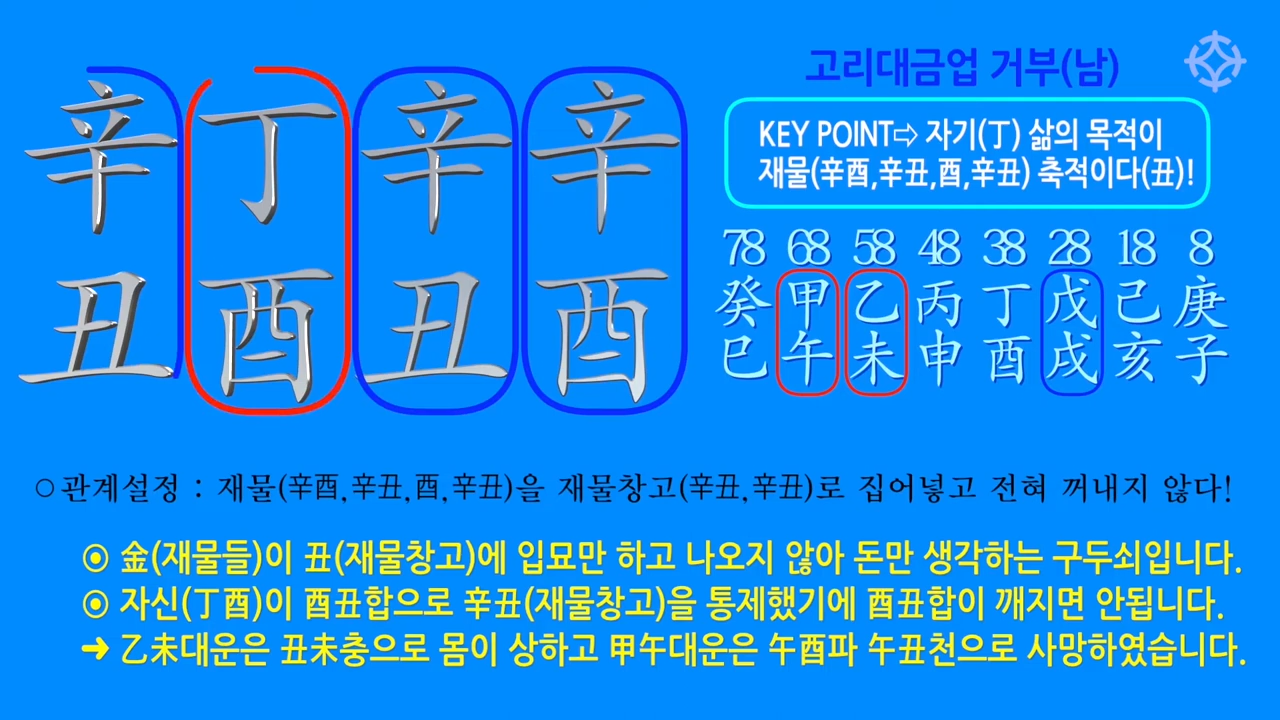 辛 丁 辛 辛
丑 酉 丑 酉
고리대금업 거부(남)
KEY POINT⇨ 자기(丁) 삶의 목적이
재물(辛酉,辛丑,酉,辛丑) 축적이다(丑)!
78 68 58 48 38 28 18 8
癸 甲 乙 丙 丁 戊 己 庚
巳 午 未 申 酉 戌 亥 子
○관계설정 : 재물(辛酉,辛丑,酉,辛丑)을 재물창고(辛丑,辛丑)로 집어넣고 전혀 꺼내지 않다!
◉ 金(재물들)이 丑(재물창고)에 입묘만 하고 나오지 않아 돈만 생각하는 구두쇠입니다.
◉ 자신(丁酉)이 酉丑합으로 辛丑(재물창고)을 통제했기에 酉丑합이 깨지면 안됩니다.
➜ 乙未대운은 丑未충으로 몸이 상하고 甲午대운은 午酉파 午丑천으로 사망하였습니다.